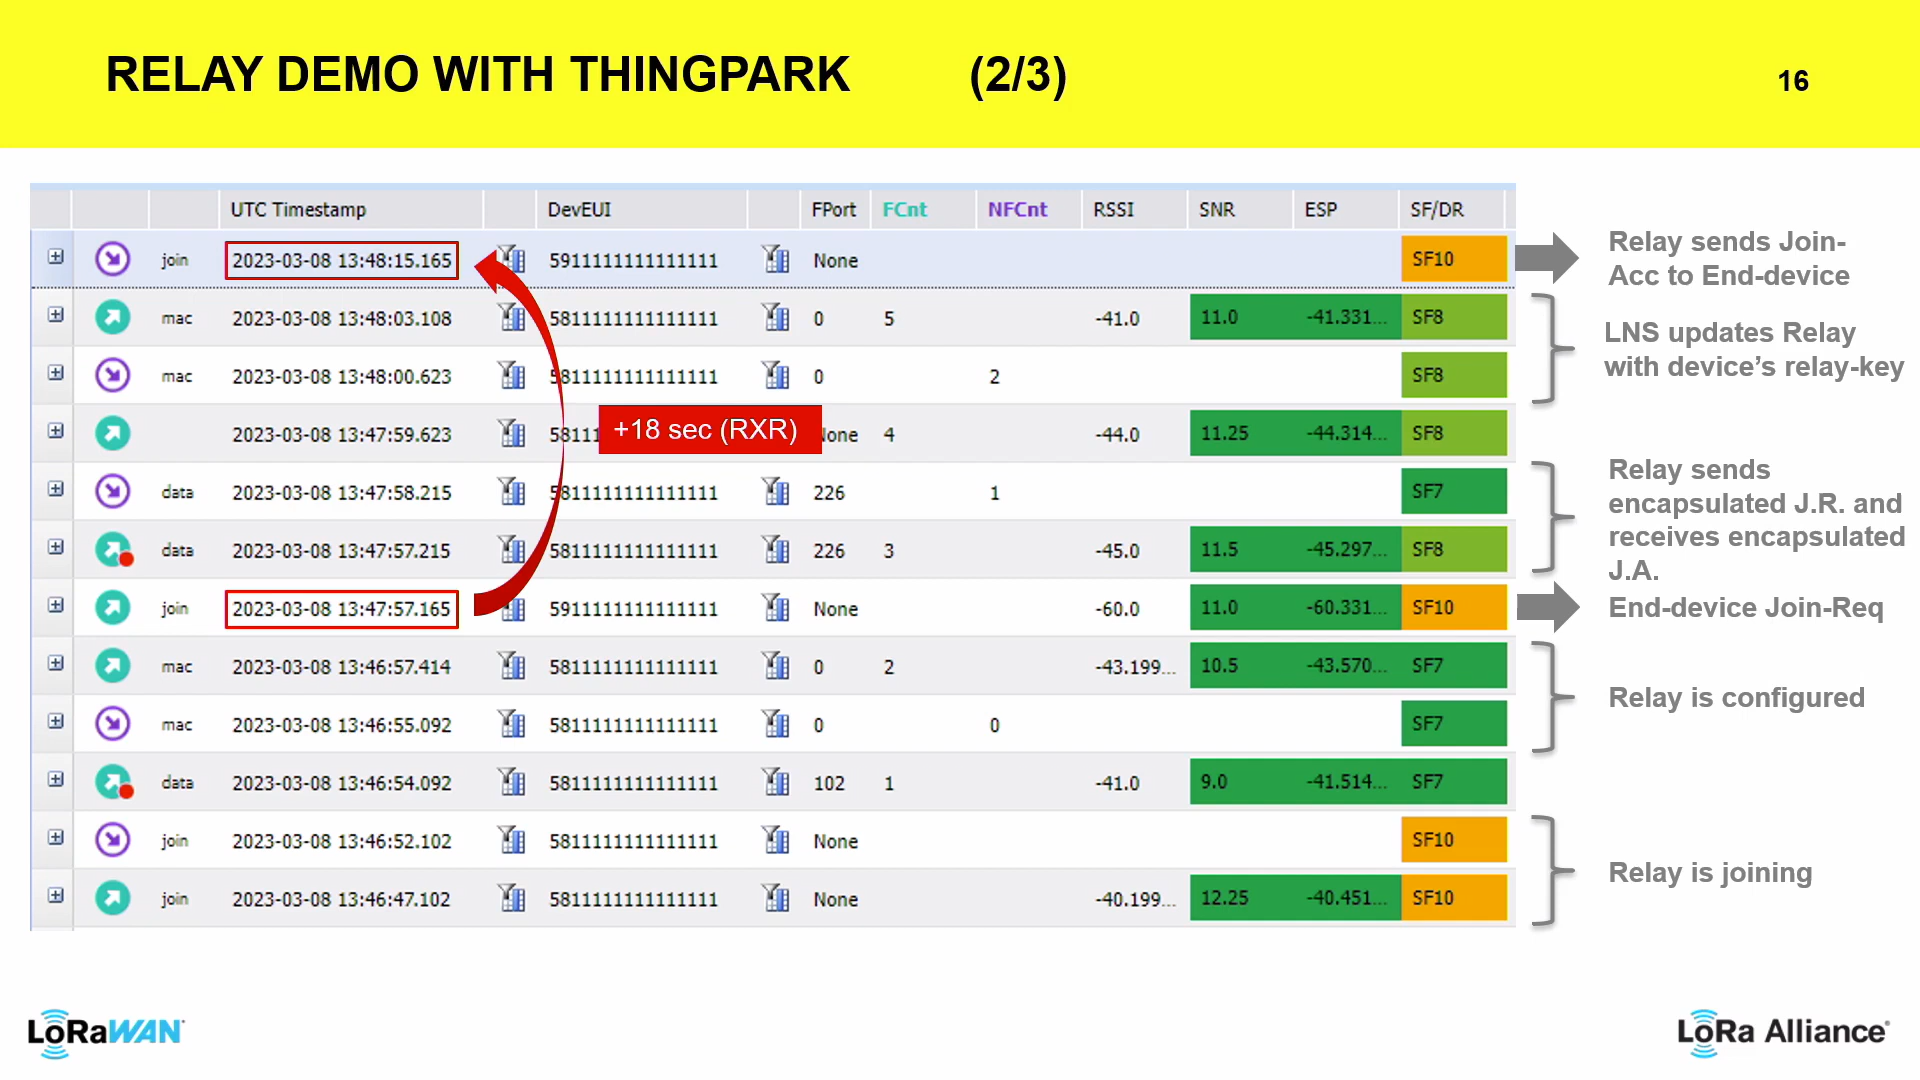 RELAY DEMO WITH THINGPARK (2/3) 16
UTC Timestamp DevEUI FPort FCnt NFCnt RSSI SNR ESP SF/DR
join 2023-03-08 13:48:15.165 5911111111111111 None SF10
mac 2023-03-08 13:48:03.108 5811111111111111 0 5 -41.0 11.0 -41.331... SF8
mac 2023-03-08 13:48:00.623 5811111111111111 0 2 SF8
2023-03-08 13:47:59.623 58111 None 4 -44.0 11.25 -44.314... SF8
data 2023-03-08 13:47:58.215 5811111111111111 226 1 SF7
data 2023-03-08 13:47:57.215 5811111111111111 226 3 -45.0 11.5 -45.297... SF8
join 2023-03-08 13:47:57.165 5911111111111111 None -60.0 11.0 -60.331... SF10
mac 2023-03-08 13:46:57.414 5811111111111111 0 2 -43.199... 10.5 -43.570... SF7
mac 2023-03-08 13:46:55.092 5811111111111111 0 0 SF7
data 2023-03-08 13:46:54.092 5811111111111111 102 1 -41.0 9.0 -41.514... SF7
join 2023-03-08 13:46:52.102 5811111111111111 None SF10
join 2023-03-08 13:46:47.102 5811111111111111 None -40.199... 12.25 -40.451... SF10
+18 sec (RXR)
Relay sends Join-
Acc to End-device
LNS updates Relay
with device’s relay-key
Relay sends
encapsulated J.R. and
receives encapsulated
J.A.
End-device Join-Req
Relay is configured
Relay is joining
LoRaWAN
LoRa Alliance